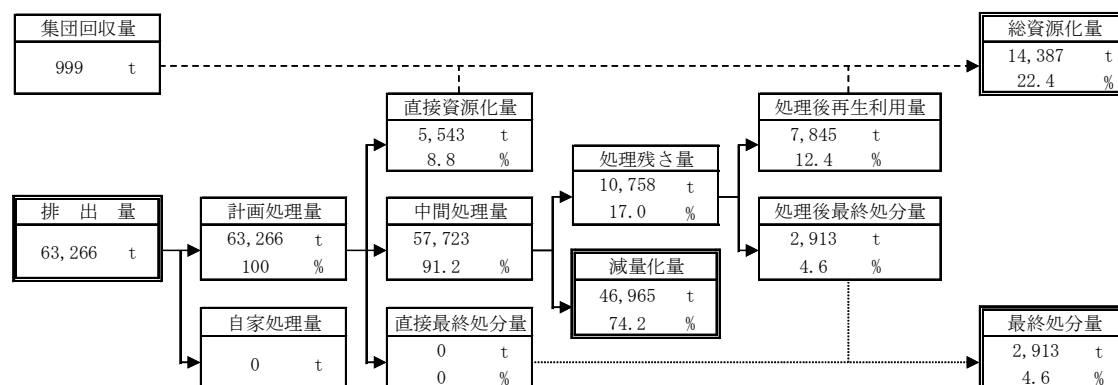 集団回収量
999 t
総資源化量
14,387 t
22.4 %
直接資源化量
5,543 t
8.8 %
処理後再生利用量
7,845 t
12.4 %
処理残さ量
10,758 t
17.0 %
排 出 量
63,266 t
計画処理量
63,266 t
100 %
中間処理量
57,723
91.2 %
処理後最終処分量
2,913 t
4.6 %
減量化量
46,965 t
74.2 %
自家処理量
0 t
直接最終処分量
0 t
0 %
最終処分量
2,913 t
4.6 %